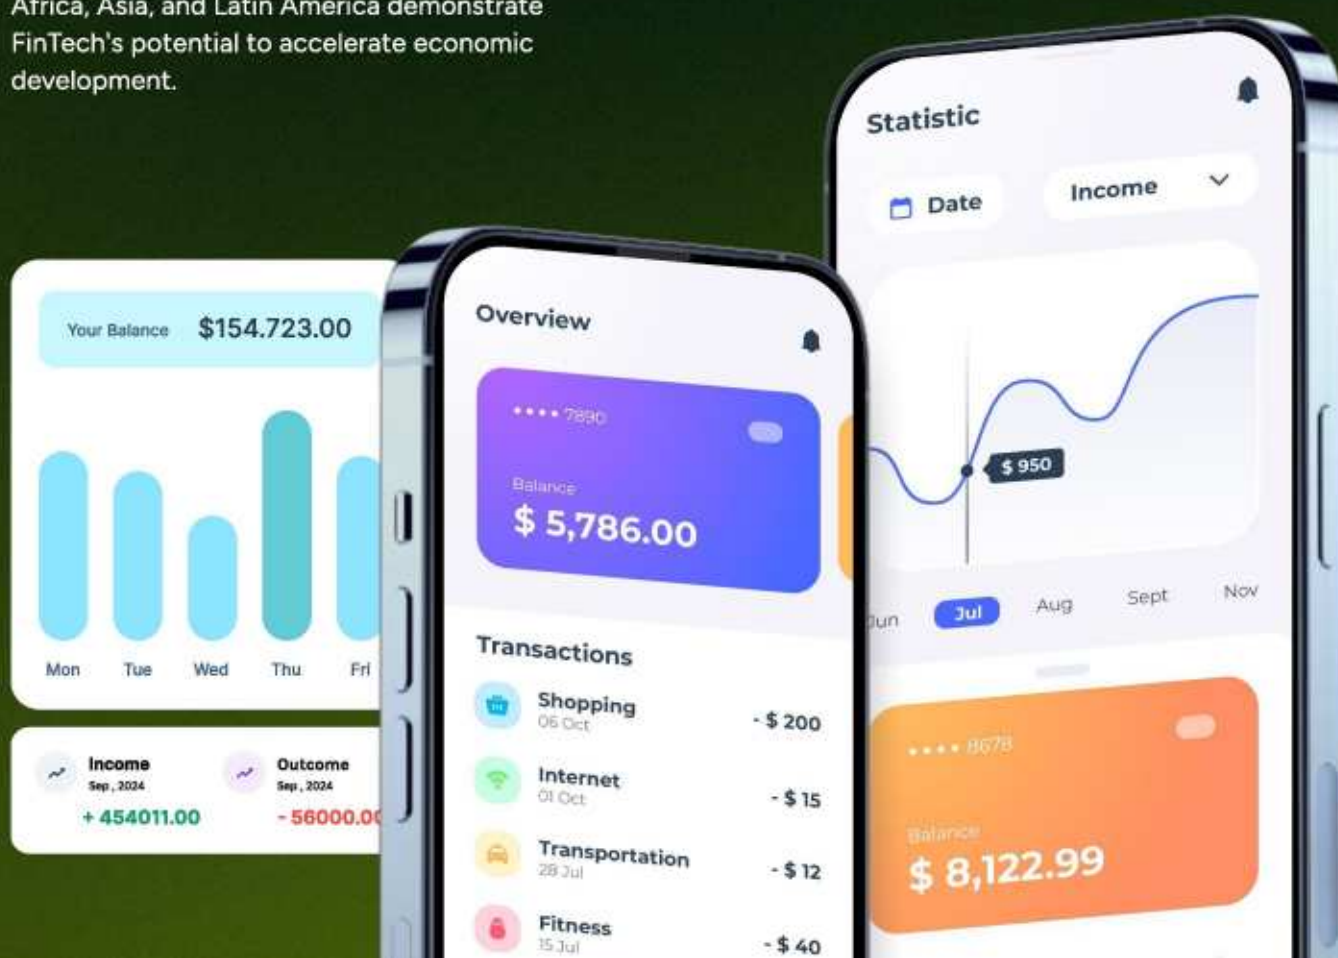 Africa, Asia, and Latin America demonstrate
FinTech's potential to accelerate economic
development.
Your Balance $154.723.00
Mon Tue Wed Thu Fri
Income
Sep , 2024
+ 454011.00
Outcome
Sep , 2024
- 56000.00
Overview
•••• 7890
Balance
$ 5,786.00
Transactions
Shopping
06 Oct
- $ 200
Internet
01 Oct
- $ 15
Transportation
28 Jul
- $ 12
Fitness
15 Jul
- $ 40
Statistic
Date
Income
$ 950
Jun Jul Aug Sept Nov
•••• 8678
Balance
$ 8,122.99